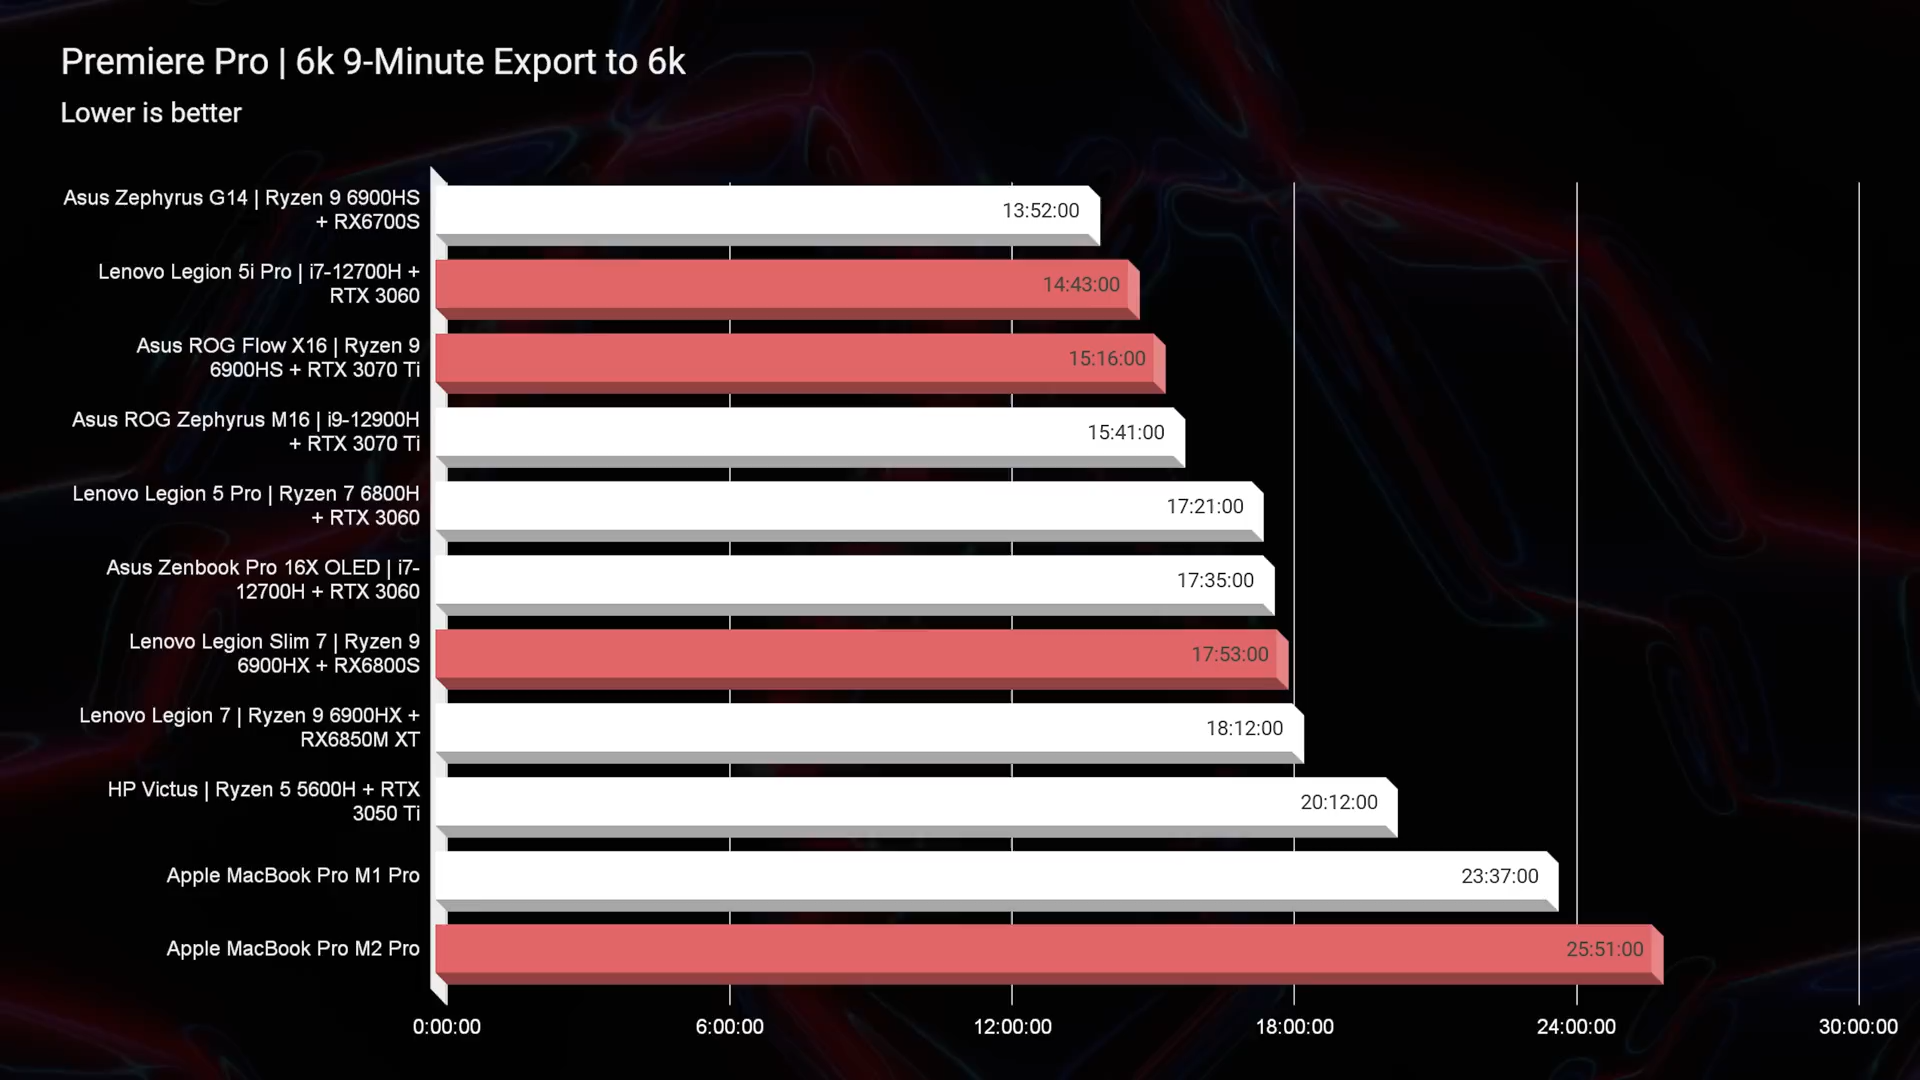 Premiere Pro | 6k 9-Minute Export to 6k
Lower is better
Asus Zephyrus G14 | Ryzen 9 6900HS
+ RX6700S
13:52:00
Lenovo Legion 5i Pro | i7-12700H +
RTX 3060
14:43:00
Asus ROG Flow X16 | Ryzen 9
6900HS + RTX 3070 Ti
15:16:00
Asus ROG Zephyrus M16 | i9-12900H
+ RTX 3070 Ti
15:41:00
Lenovo Legion 5 Pro | Ryzen 7 6800H
+ RTX 3060
17:21:00
Asus Zenbook Pro 16X OLED | i7-
12700H + RTX 3060
17:35:00
Lenovo Legion Slim 7 | Ryzen 9
6900HX + RX6800S
17:53:00
Lenovo Legion 7 | Ryzen 9 6900HX +
RX6850M XT
18:12:00
HP Victus | Ryzen 5 5600H + RTX
3050 Ti
20:12:00
Apple MacBook Pro M1 Pro
23:37:00
Apple MacBook Pro M2 Pro
25:51:00
0:00:00
6:00:00
12:00:00
18:00:00
24:00:00
30:00:00